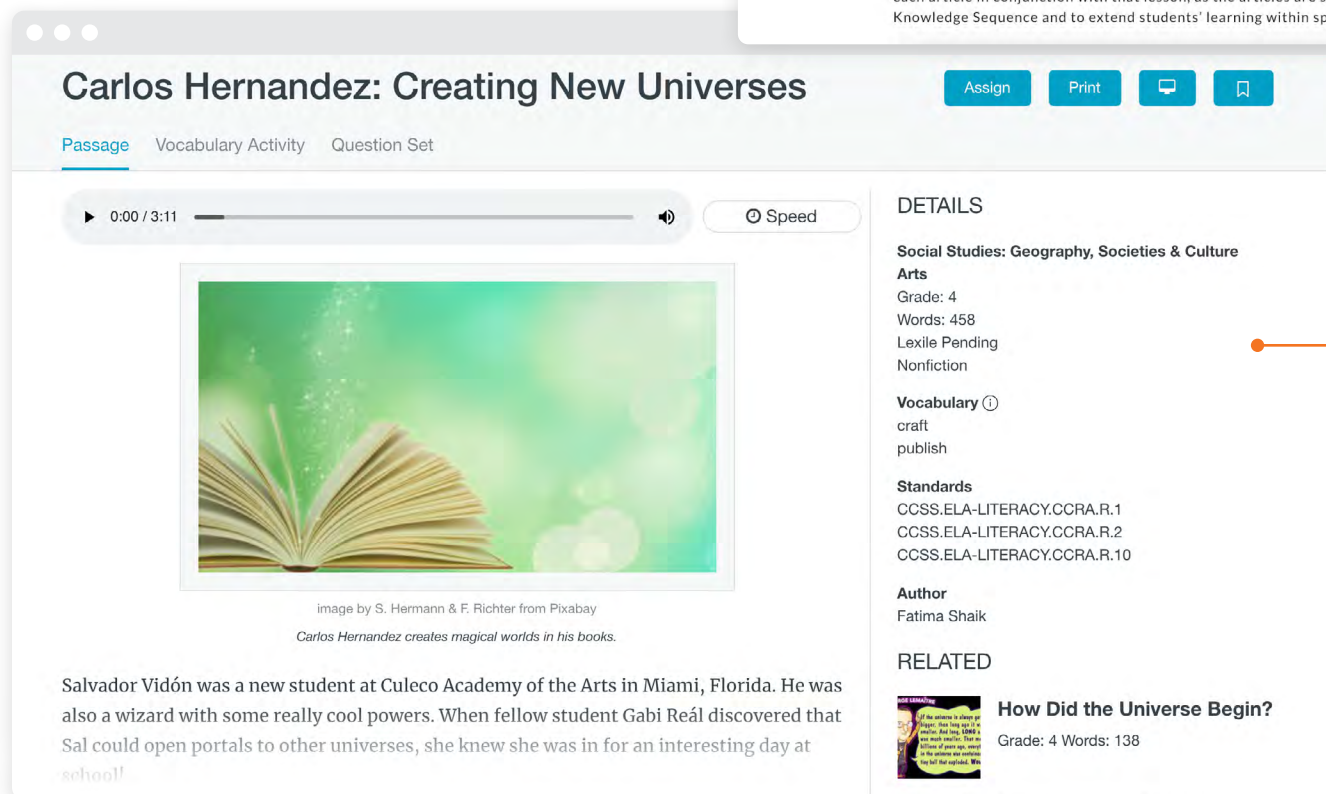 Knowledge Sequence and to extend students' learning within sp
Carlos Hernandez: Creating New Universes
Assign
Print
Passage
Vocabulary Activity
Question Set
0:00 / 3:11
Speed
image by S. Hermann & F. Richter from Pixabay
Carlos Hernandez creates magical worlds in his books.
Salvador Vidón was a new student at Culeco Academy of the Arts in Miami, Florida. He was
also a wizard with some really cool powers. When fellow student Gabi Reál discovered that
Sal could open portals to other universes, she knew she was in for an interesting day at
school!
DETAILS
Social Studies: Geography, Societies & Culture
Arts
Grade: 4
Words: 458
Lexile Pending
Nonfiction
Vocabulary
craft
publish
Standards
CCSS.ELA-LITERACY.CCRA.R.1
CCSS.ELA-LITERACY.CCRA.R.2
CCSS.ELA-LITERACY.CCRA.R.10
Author
Fatima Shaik
RELATED
How Did the Universe Begin?
Grade: 4 Words: 138